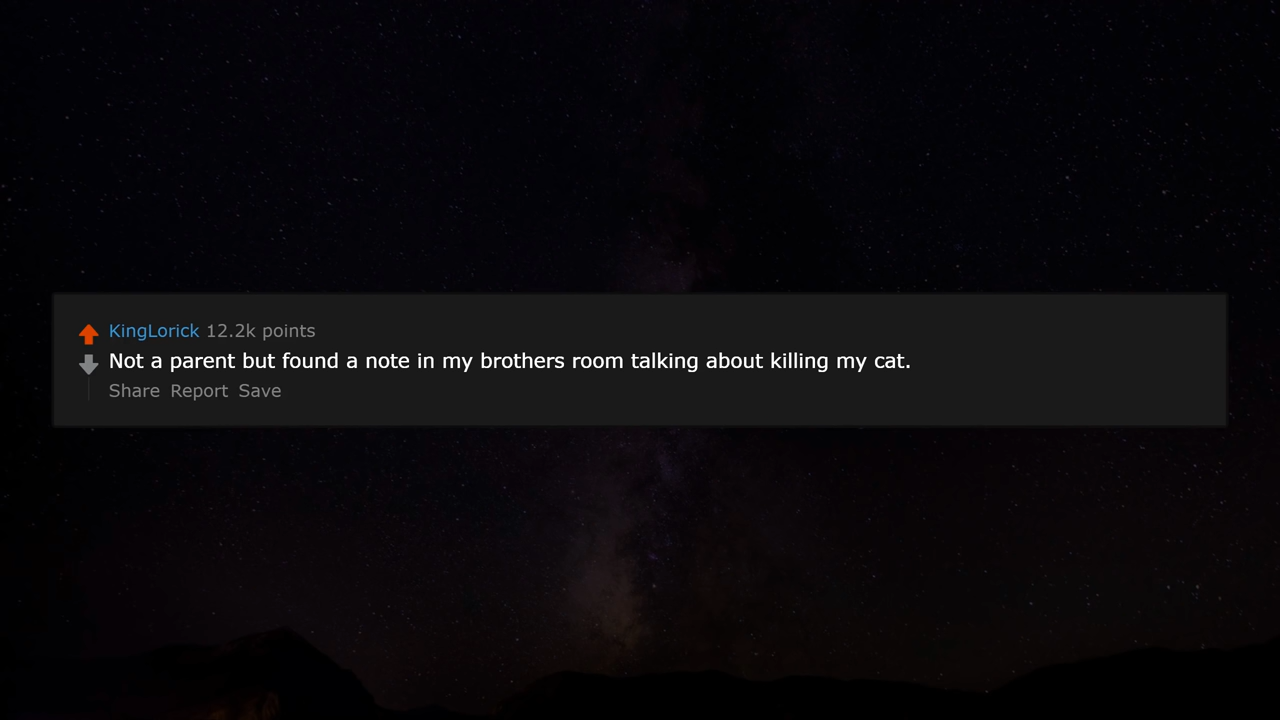 KingLorick 12.2k points
Not a parent but found a note in my brothers room talking about killing my cat.
Share Report Save